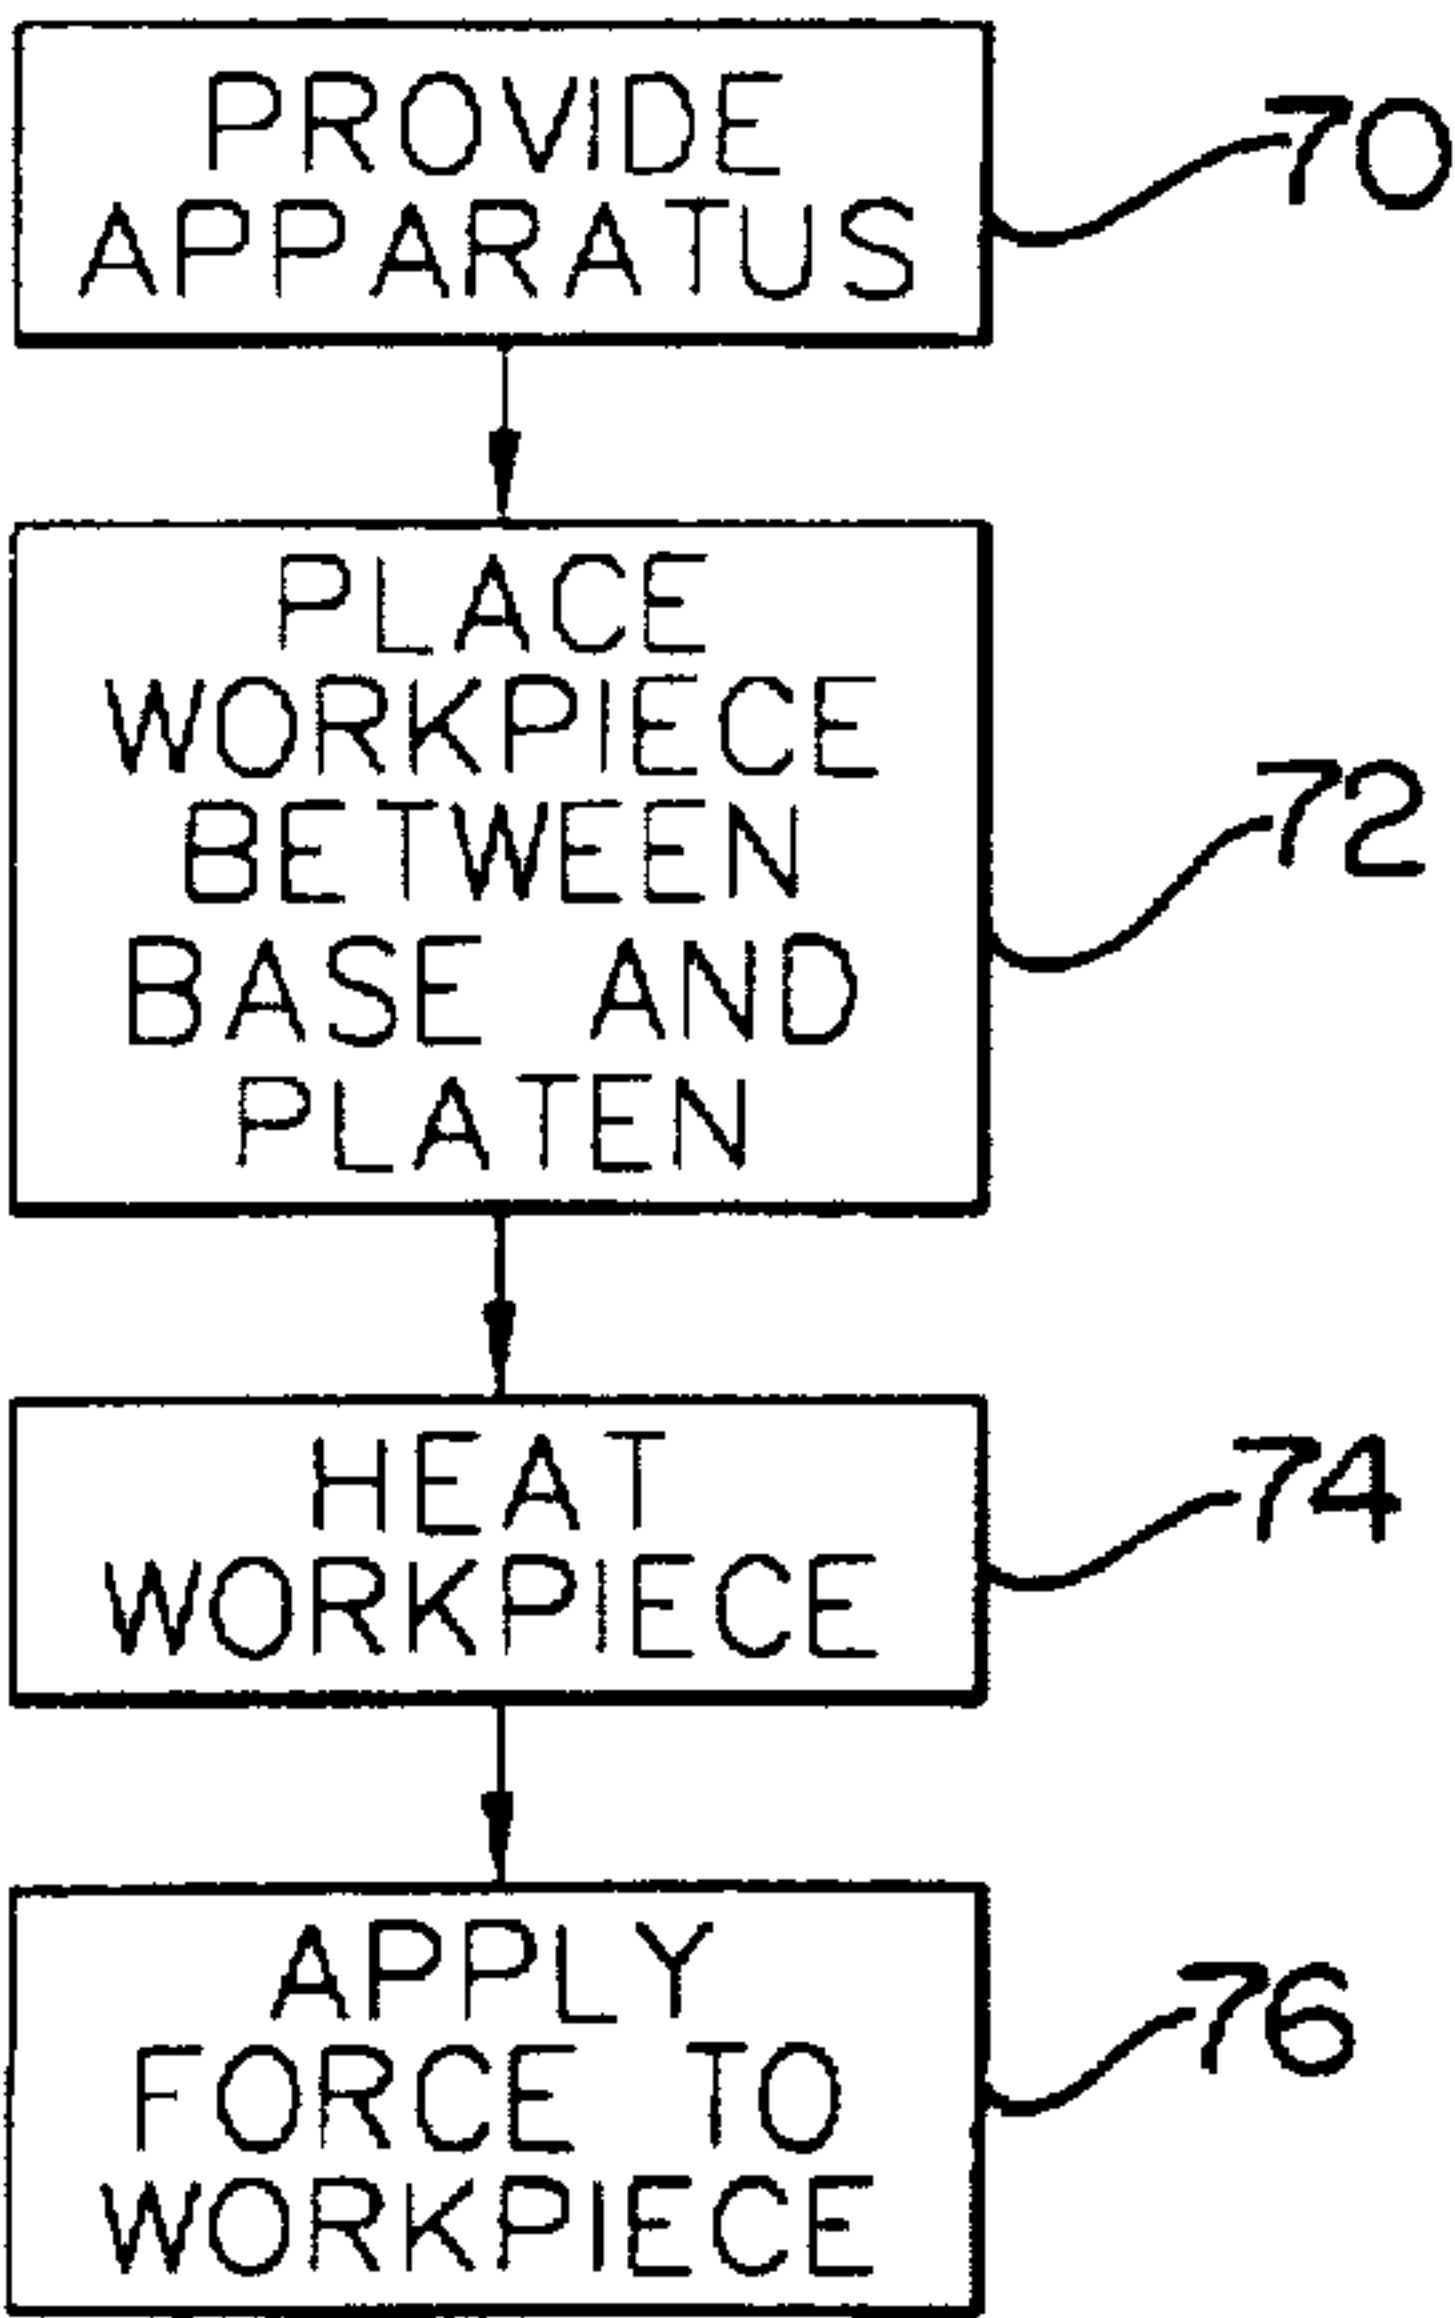 PROVIDE
APPARATUS
70
PLACE
WORKPIECE
BETWEEN
BASE AND
PLATEN
72
HEAT
WORKPIECE
74
APPLY
FORCE TO
WORKPIECE
76